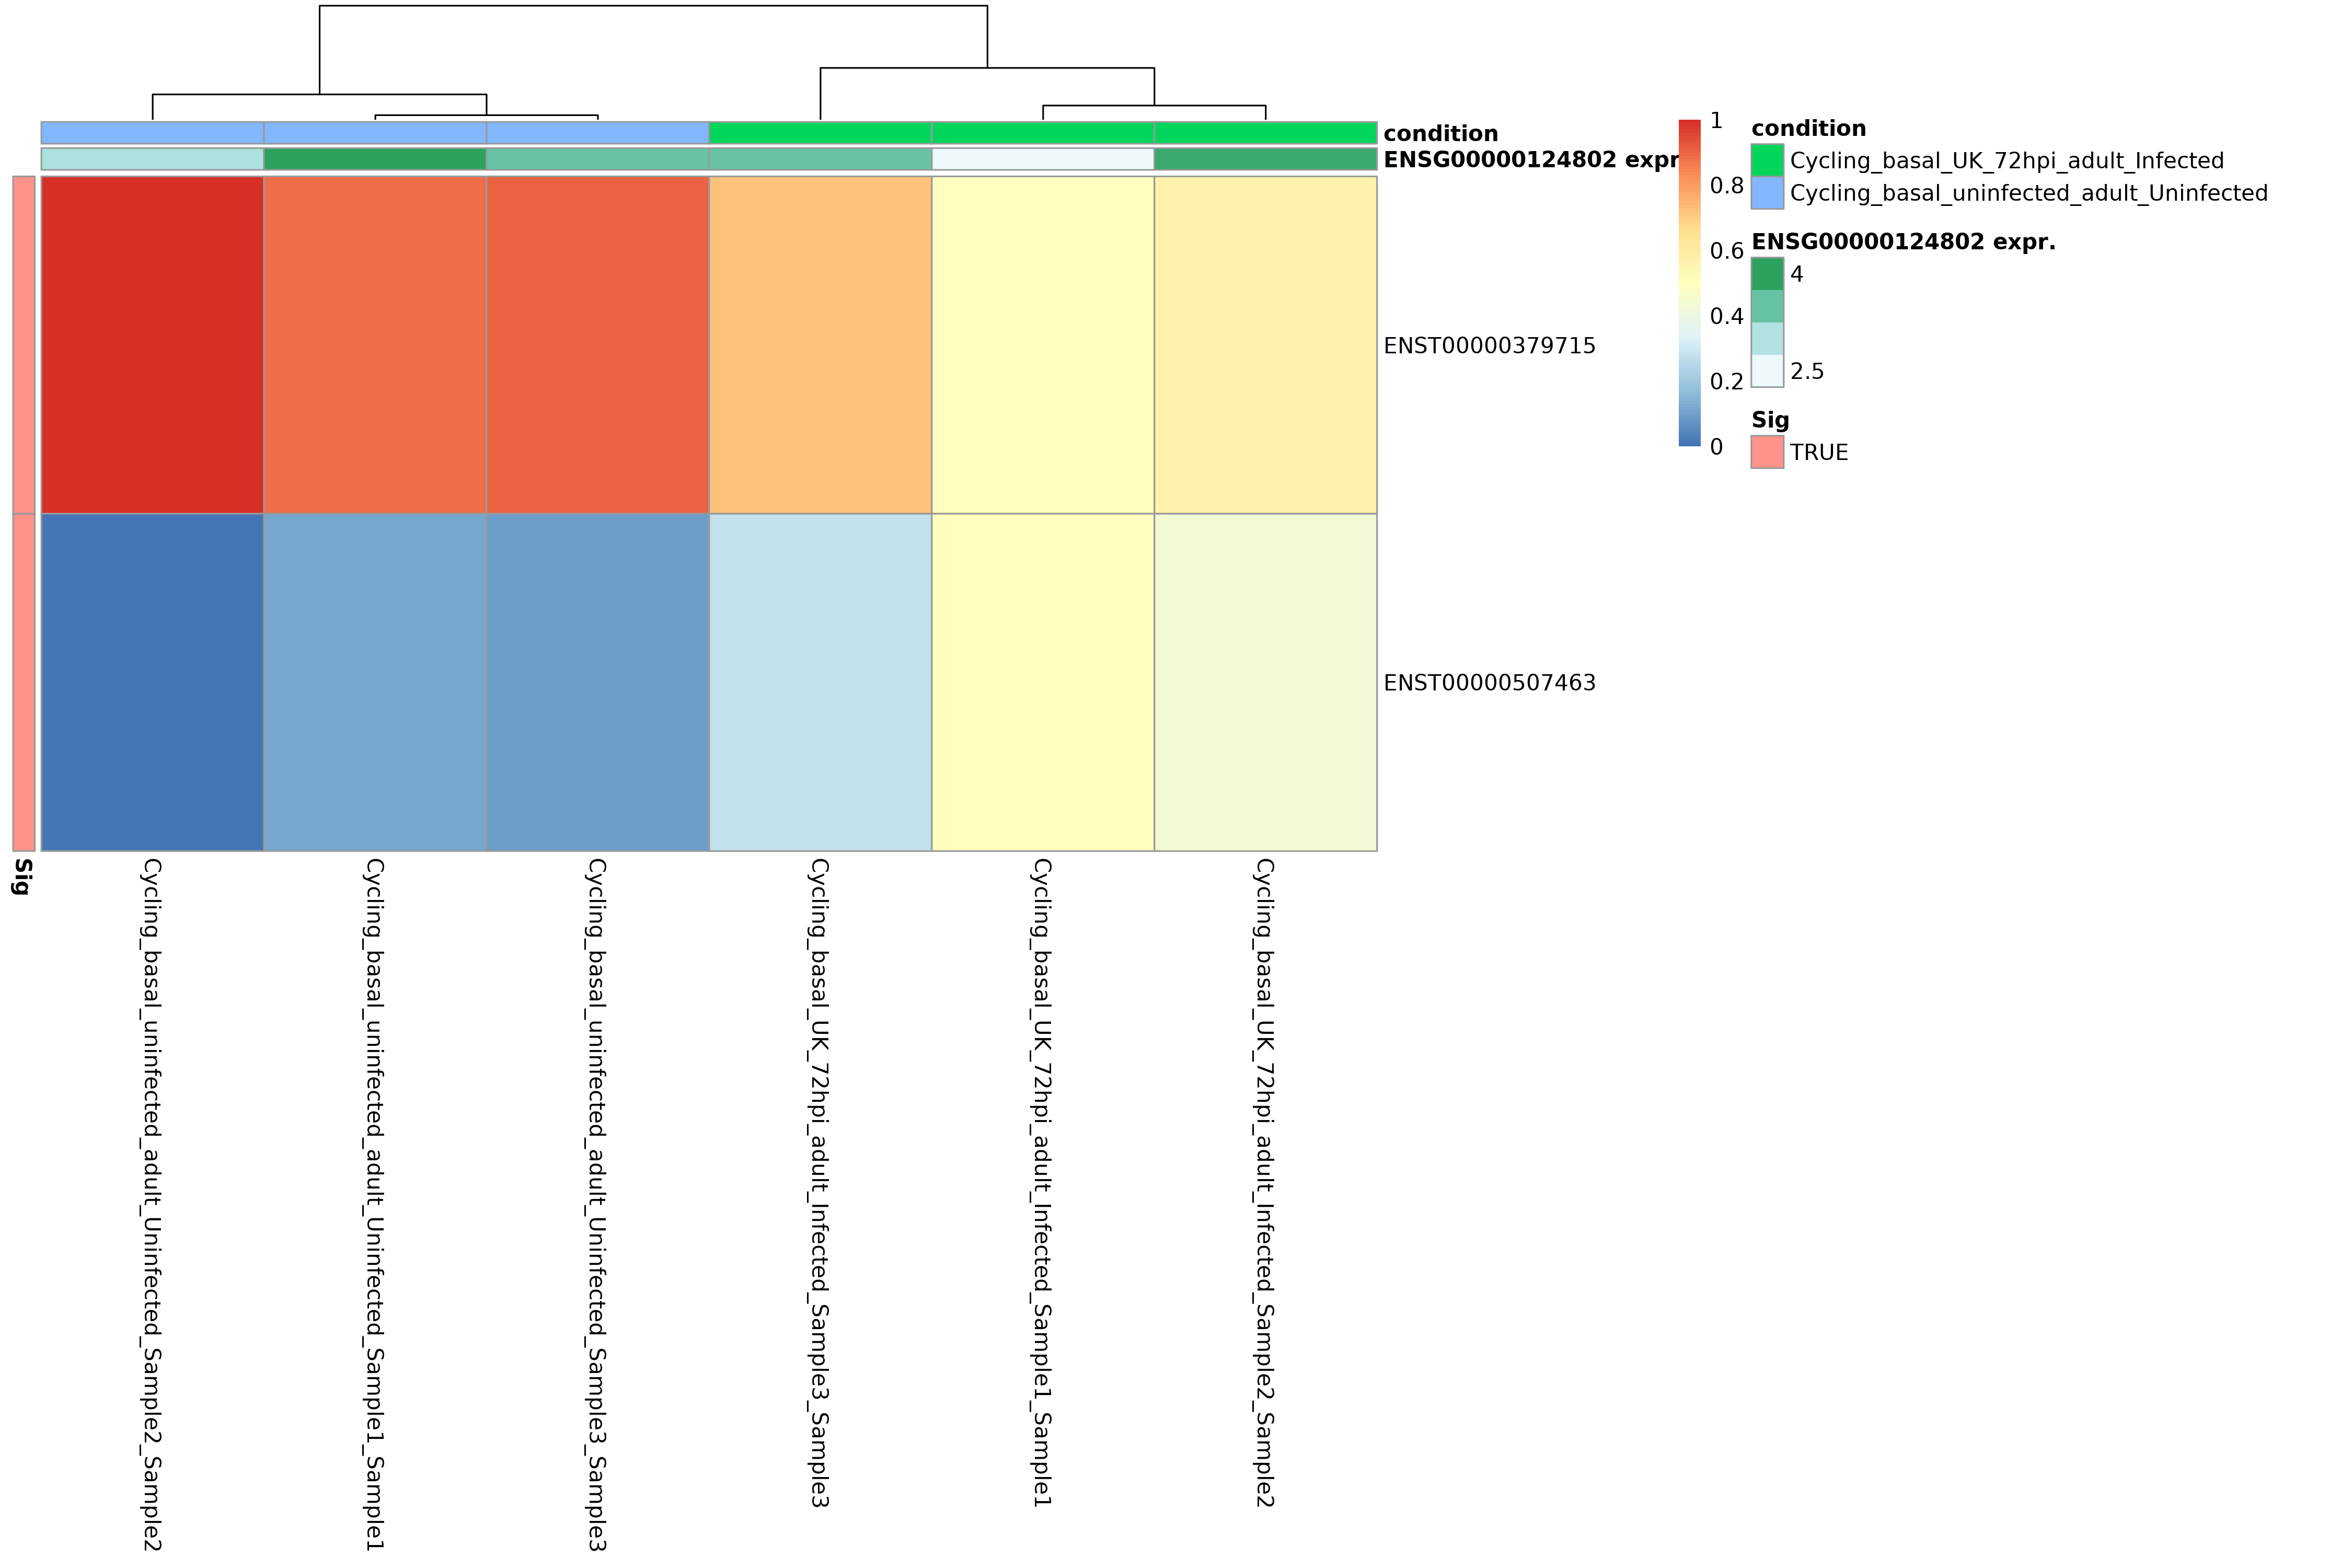 condition
ENSG00000124802 expr
ENST00000379715
ENST00000507463
Sig
Cycling_basal_uninfected_adult_Uninfected_Sample2_Sample2
Cycling_basal_uninfected_adult_Uninfected_Sample1_Sample1
Cycling_basal_uninfected_adult_Uninfected_Sample3_Sample3
Cycling_basal_UK_72hpi_adult_Infected_Sample3_Sample3
Cycling_basal_UK_72hpi_adult_Infected_Sample1_Sample1
Cycling_basal_UK_72hpi_adult_Infected_Sample2_Sample2
1
0.8
0.6
0.4
0.2
0
condition
Cycling_basal_UK_72hpi_adult_Infected
Cycling_basal_uninfected_adult_Uninfected
ENSG00000124802 expr.
4
2.5
Sig
TRUE